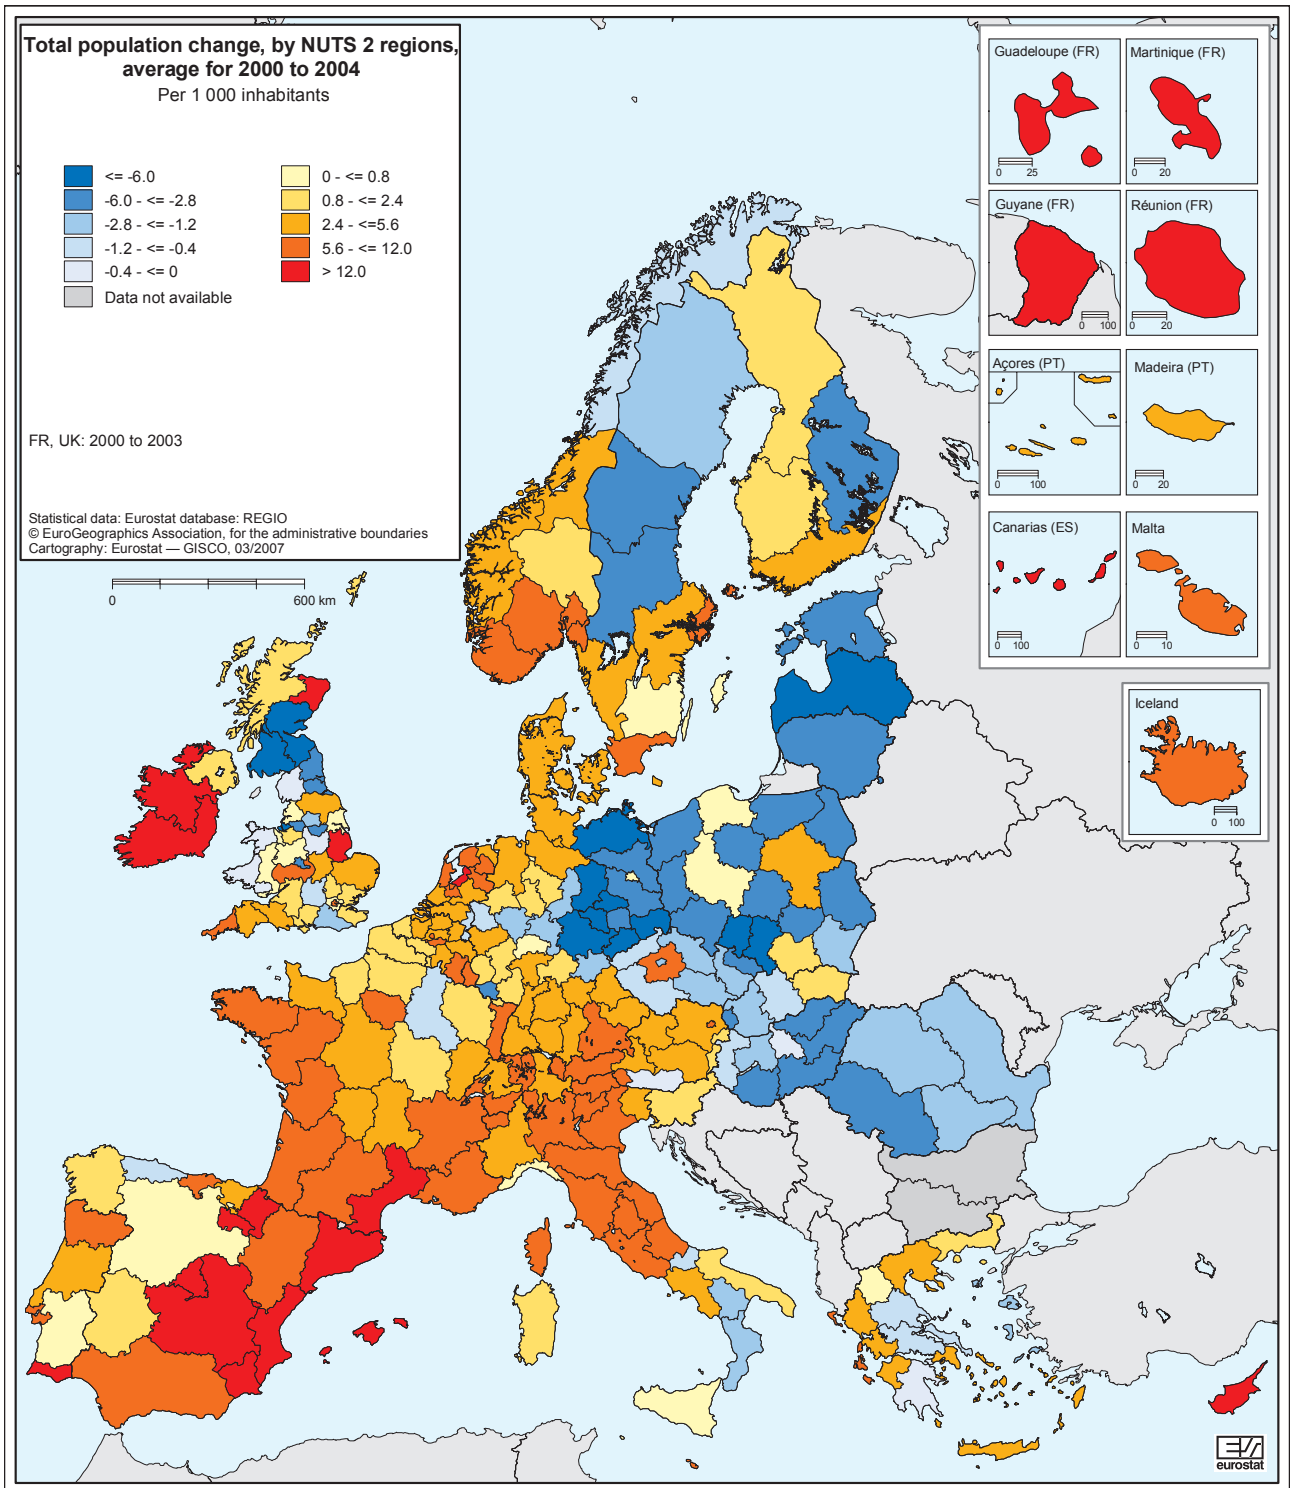 Total population change, by NUTS 2 regions,
average for 2000 to 2004
Per 1 000 inhabitants
<= -6.0
-6.0 - <= -2.8
-2.8 - <= -1.2
-1.2 - <= -0.4
-0.4 - <= 0
Data not available
0 - <= 0.8
0.8 - <= 2.4
2.4 - <=5.6
5.6 - <= 12.0
> 12.0
FR, UK: 2000 to 2003
Statistical data: Eurostat database: REGIO
© EuroGeographics Association, for the administrative boundaries
Cartography: Eurostat — GISCO, 03/2007
0 600 km
Guadeloupe (FR)
0 25
Martinique (FR)
0 20
Guyane (FR)
0 100
Réunion (FR)
0 20
Açores (PT)
0 100
Madeira (PT)
0 20
Canarias (ES)
0 100
Malta
0 10
Iceland
0 100
eurostat